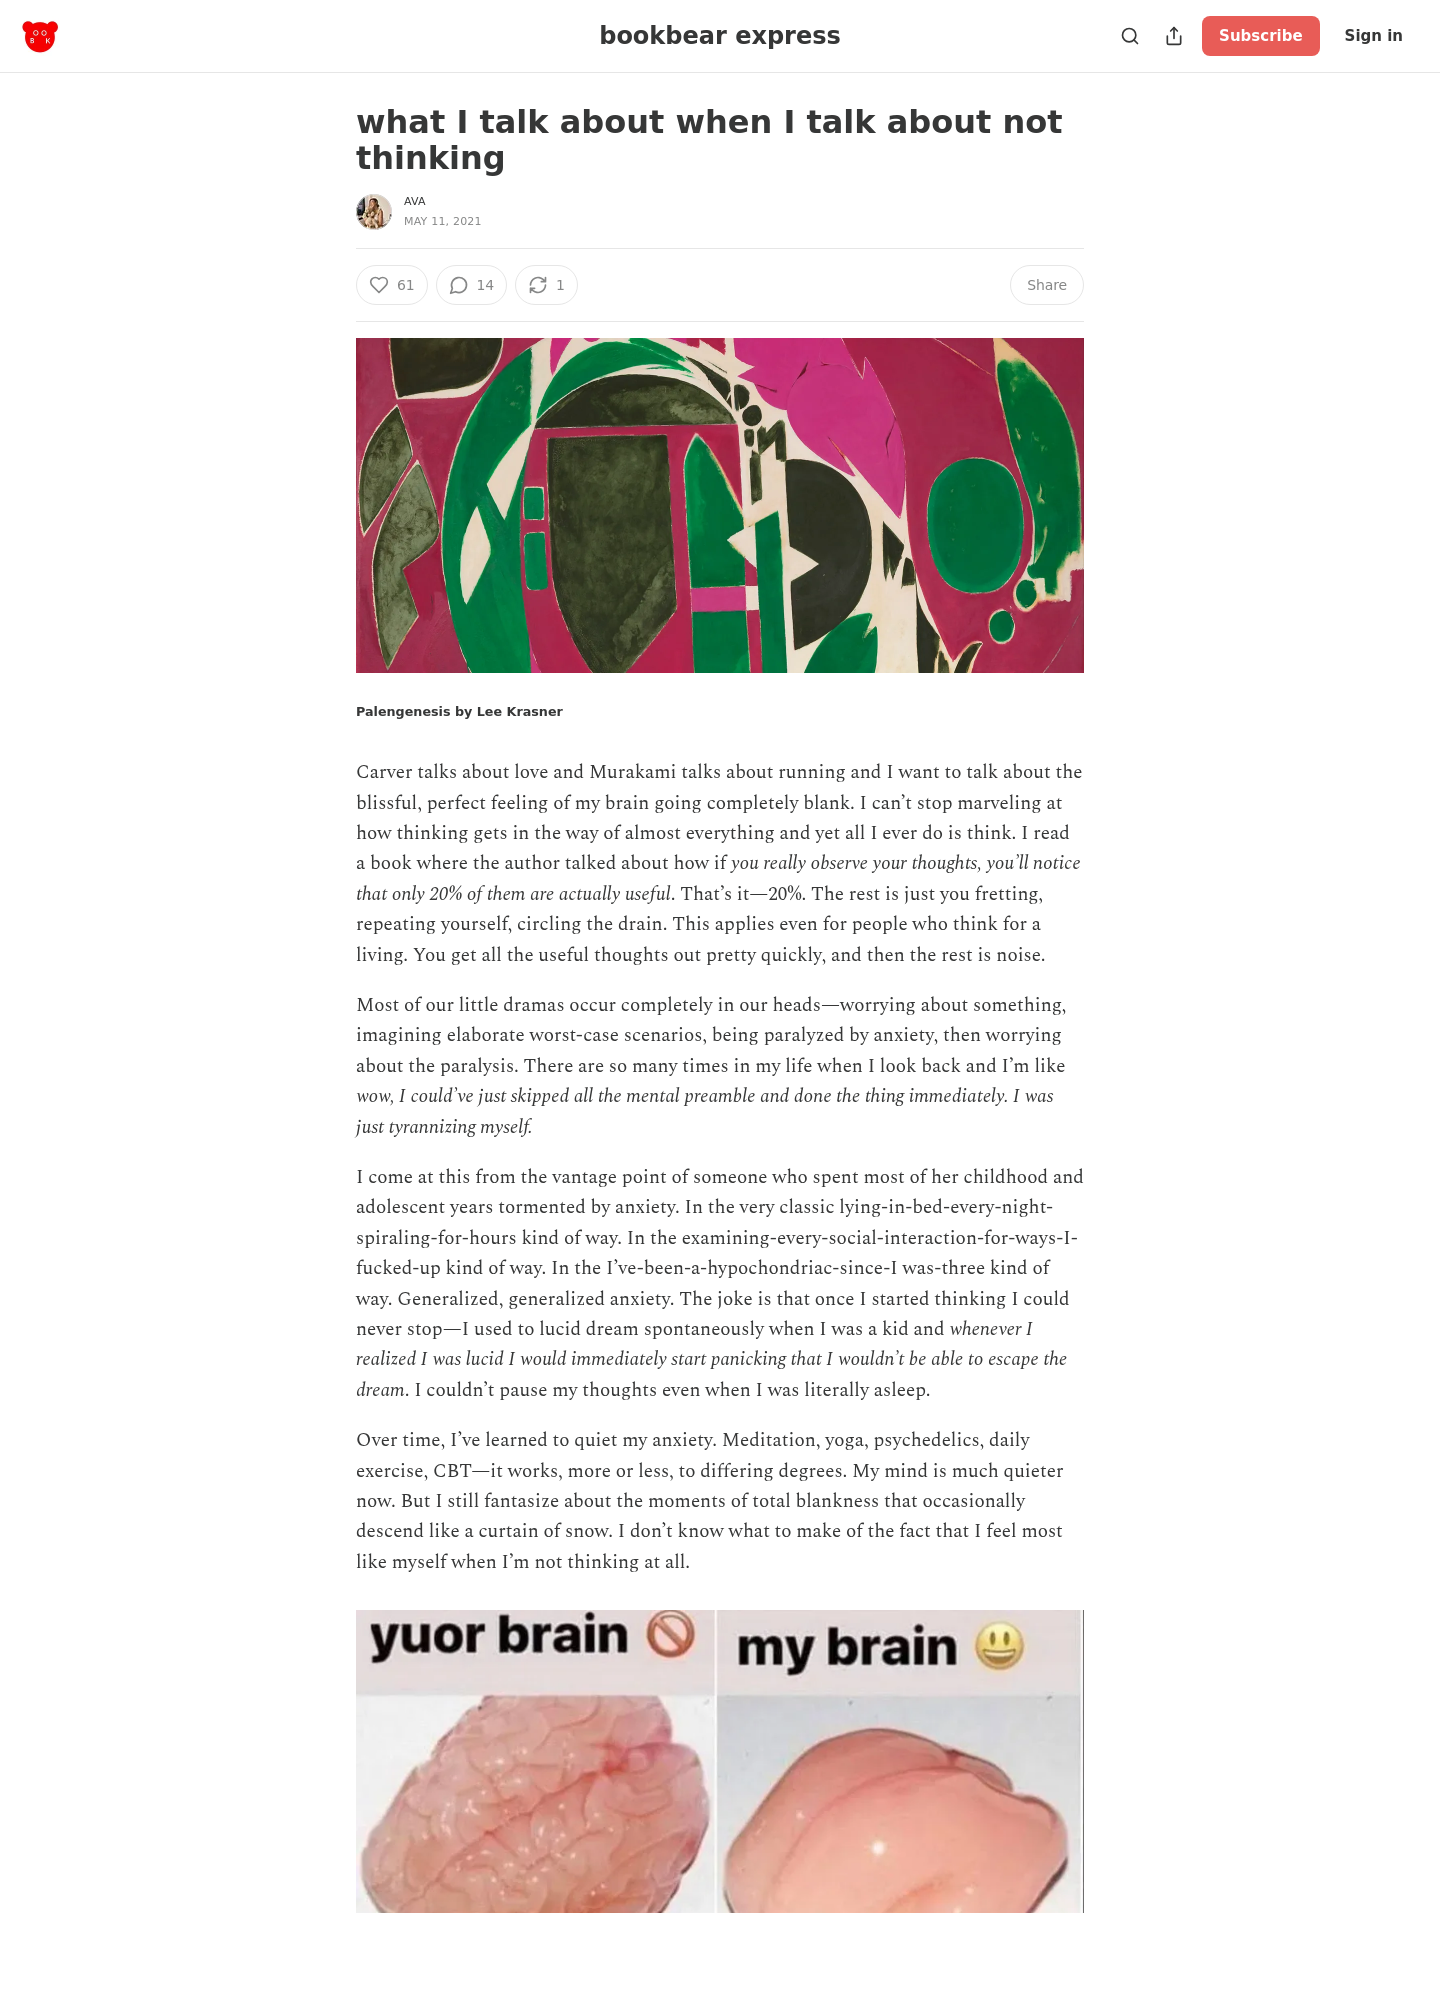 OO
B K
bookbear express
Subscribe
Sign in
what I talk about when I talk about not
thinking
AVA
MAY 11, 2021
61
14
1
Share
Palengenesis by Lee Krasner
Carver talks about love and Murakami talks about running and I want to talk about the
blissful, perfect feeling of my brain going completely blank. I can’t stop marveling at
how thinking gets in the way of almost everything and yet all I ever do is think. I read
a book where the author talked about how if you really observe your thoughts, you’ll notice
that only 20% of them are actually useful. That’s it—20%. The rest is just you fretting,
repeating yourself, circling the drain. This applies even for people who think for a
living. You get all the useful thoughts out pretty quickly, and then the rest is noise.
Most of our little dramas occur completely in our heads—worrying about something,
imagining elaborate worst-case scenarios, being paralyzed by anxiety, then worrying
about the paralysis. There are so many times in my life when I look back and I’m like
wow, I could’ve just skipped all the mental preamble and done the thing immediately. I was
just tyrannizing myself.
I come at this from the vantage point of someone who spent most of her childhood and
adolescent years tormented by anxiety. In the very classic lying-in-bed-every-night-
spiraling-for-hours kind of way. In the examining-every-social-interaction-for-ways-I-
fucked-up kind of way. In the I’ve-been-a-hypochondriac-since-I was-three kind of
way. Generalized, generalized anxiety. The joke is that once I started thinking I could
never stop—I used to lucid dream spontaneously when I was a kid and whenever I
realized I was lucid I would immediately start panicking that I wouldn’t be able to escape the
dream. I couldn’t pause my thoughts even when I was literally asleep.
Over time, I’ve learned to quiet my anxiety. Meditation, yoga, psychedelics, daily
exercise, CBT—it works, more or less, to differing degrees. My mind is much quieter
now. But I still fantasize about the moments of total blankness that occasionally
descend like a curtain of snow. I don’t know what to make of the fact that I feel most
like myself when I’m not thinking at all.
yuor brain 🚫
my brain 😃